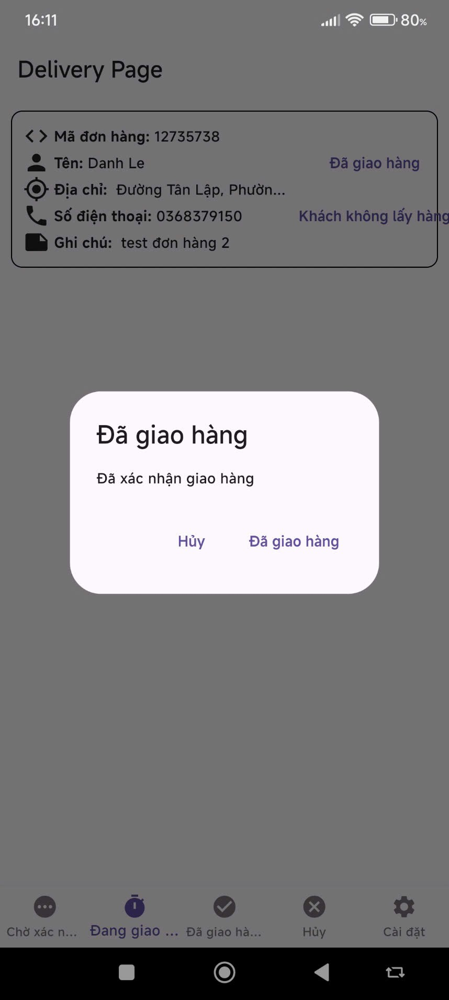 16:11
80%
Delivery Page
Mã đơn hàng: 12735738
Tên: Danh Le
Đã giao hàng
Địa chỉ: Đường Tân Lập, Phườn...
Số điện thoại: 0368379150
Khách không lấy hàng
Ghi chú: test đơn hàng 2
Đã giao hàng
Đã xác nhận giao hàng
Hủy
Đã giao hàng
Chờ xác n...
Đang giao ...
Đã giao hà...
Hủy
Cài đặt